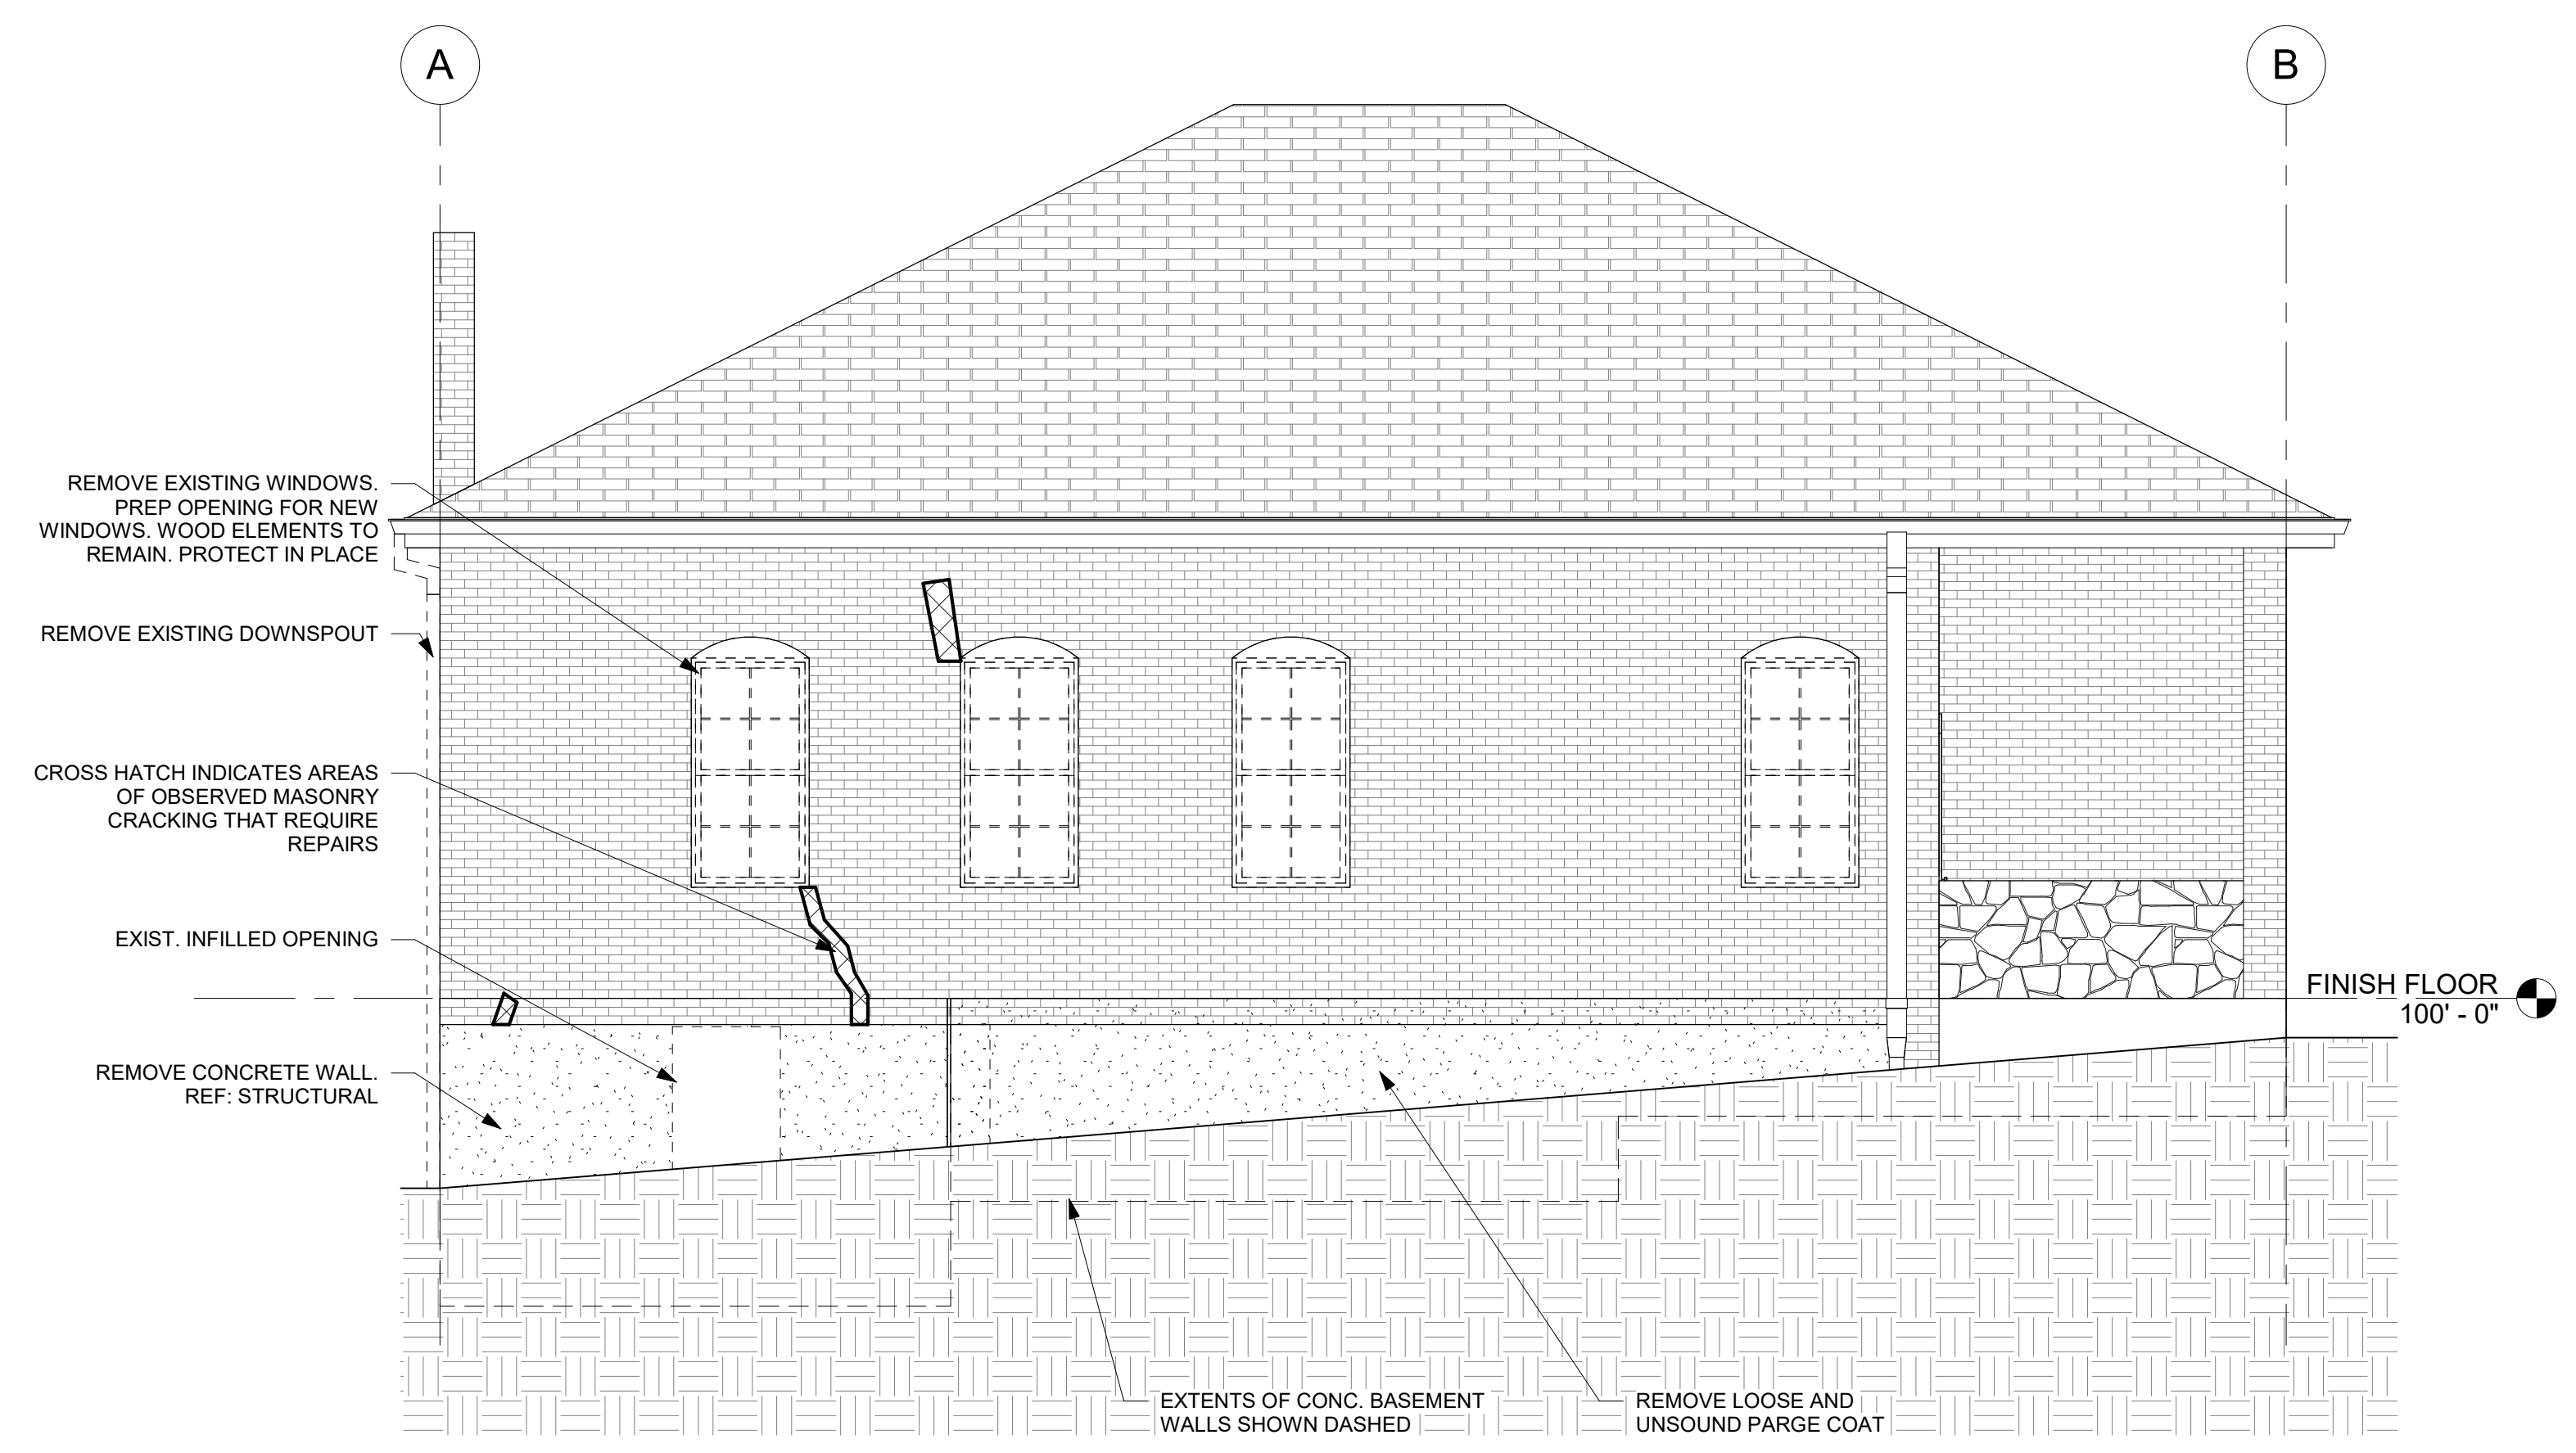 A
B
REMOVE EXISTING WINDOWS.
PREP OPENING FOR NEW
WINDOWS. WOOD ELEMENTS TO
REMAIN. PROTECT IN PLACE
REMOVE EXISTING DOWNSPOUT
CROSS HATCH INDICATES AREAS
OF OBSERVED MASONRY
CRACKING THAT REQUIRE
REPAIRS
EXIST. INFILLED OPENING
FINISH FLOOR
100' - 0"
REMOVE CONCRETE WALL.
REF: STRUCTURAL
EXTENTS OF CONC. BASEMENT
WALLS SHOWN DASHED
REMOVE LOOSE AND
UNSOUND PARGE COAT